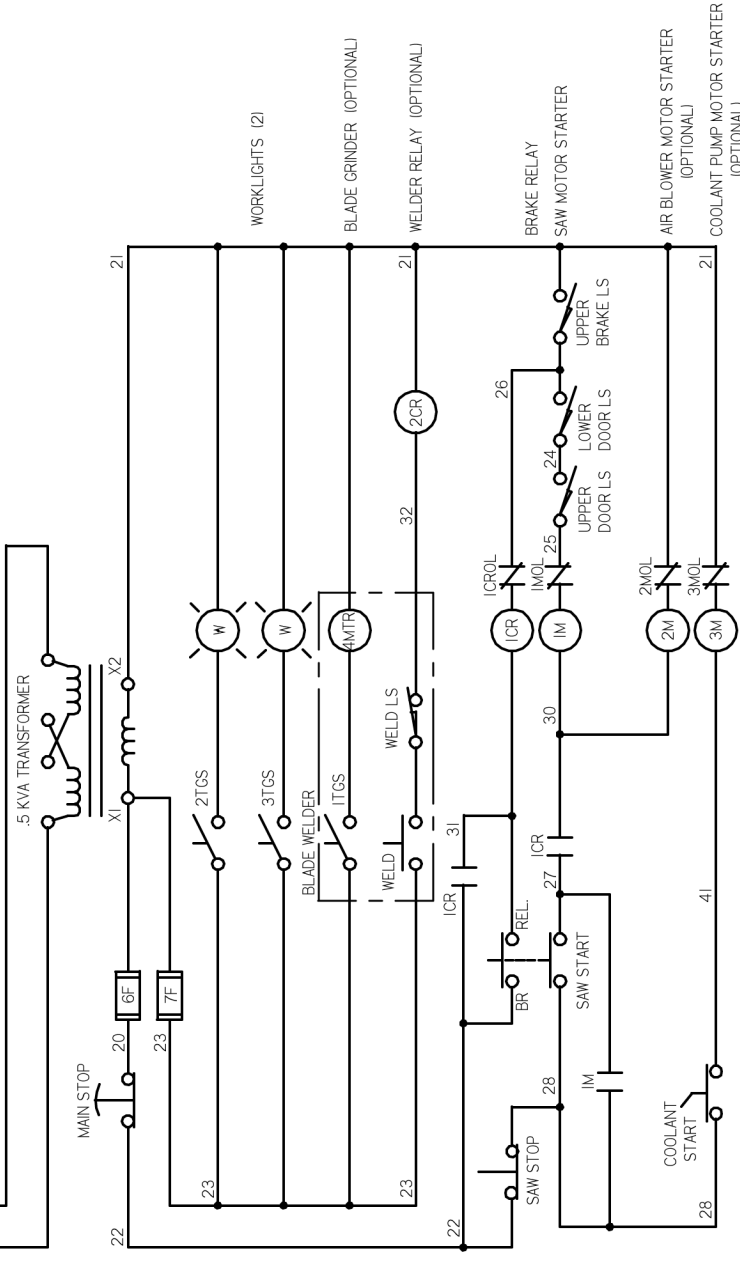 .5 KVA TRANSFORMER
X1
X2
MAIN STOP
20
6F
21
22
23
7F
2TGS
W
WORKLIGHTS (2)
3TGS
W
BLADE WELDER
1TGS
4MTR
BLADE GRINDER (OPTIONAL)
23
WELD
WELD LS
32
2CR
21
WELDER RELAY (OPTIONAL)
1CR
31
22
BR
REL.
1CR
1CROL
26
BRAKE RELAY
SAW STOP
28
SAW START
27
1CR
30
1M
1MOL
25
UPPER
DOOR LS
24
LOWER
DOOR LS
UPPER
BRAKE LS
SAW MOTOR STARTER
1M
2M
2MOL
AIR BLOWER MOTOR STARTER
(OPTIONAL)
28
COOLANT
START
41
3M
3MOL
21
COOLANT PUMP MOTOR STARTER
(OPTIONAL)